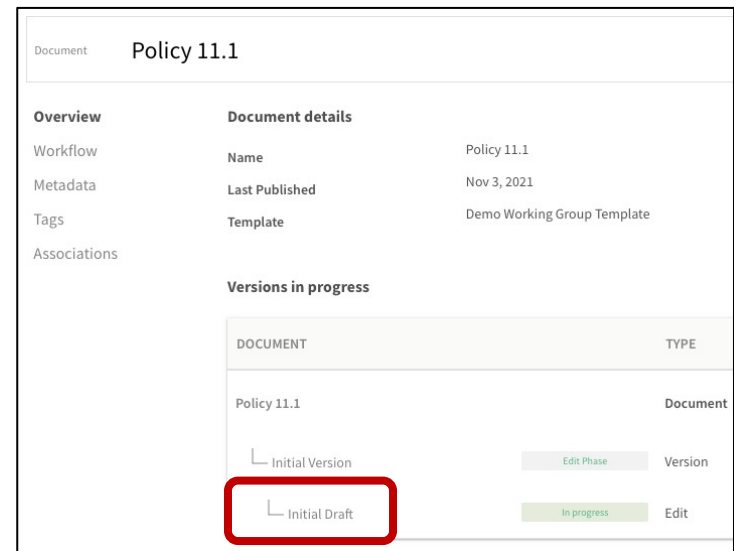 Document Policy 11.1
Overview
Workflow
Metadata
Tags
Associations
Document details
Name Policy 11.1
Last Published Nov 3, 2021
Template Demo Working Group Template
Versions in progress
DOCUMENT TYPE
Policy 11.1 Document
Initial Version Edit Phase Version
Initial Draft In progress Edit